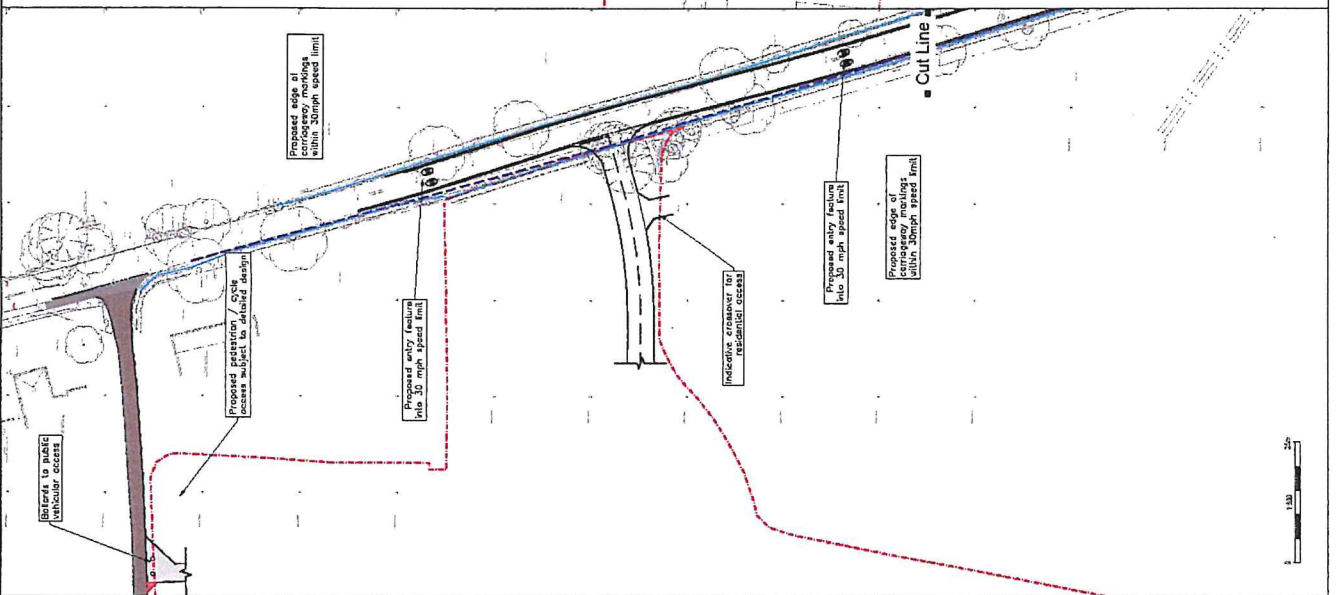 Proposed edge of
carriageway markings
within 30mph speed limit
Cut Line
Proposed pedestrian / cycle
access subject to detailed design
Proposed entry feature
into 30 mph speed limit
Bollards to public
vehicular access
Indicative crossover for
residential access
Proposed entry feature
into 30 mph speed limit
Proposed edge of
carriageway markings
within 30mph speed limit